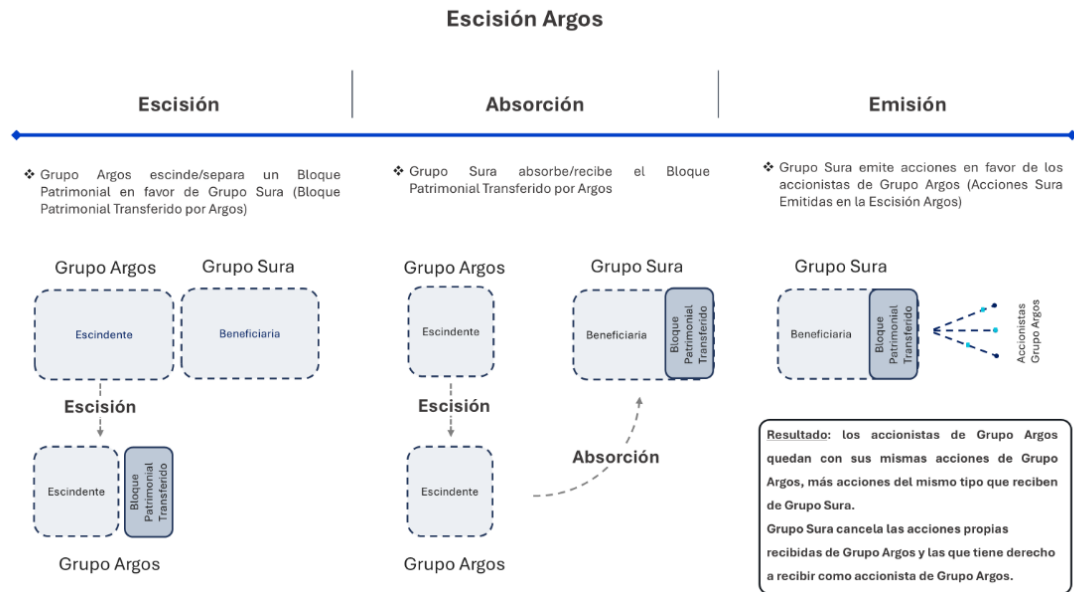 Escisión Argos
Escisión
Absorción
Emisión
❖ Grupo Argos escinde/separa un Bloque
Patrimonial en favor de Grupo Sura (Bloque
Patrimonial Transferido por Argos)
❖ Grupo Sura absorbe/recibe el Bloque
Patrimonial Transferido por Argos
❖ Grupo Sura emite acciones en favor de los
accionistas de Grupo Argos (Acciones Sura
Emitidas en la Escisión Argos)
Grupo Argos
Grupo Sura
Escindente
Beneficiaria
Escisión
Escindente
Bloque
Patrimonial
Transferido
Grupo Argos
Grupo Argos
Escindente
Escisión
Escindente
Grupo Argos
Absorción
Grupo Sura
Beneficiaria
Bloque
Patrimonial
Transferido
Grupo Sura
Beneficiaria
Bloque
Patrimonial
Transferido
Accionistas
Grupo Argos
Resultado: los accionistas de Grupo Argos
quedan con sus mismas acciones de Grupo
Argos, más acciones del mismo tipo que reciben
de Grupo Sura.
Grupo Sura cancela las acciones propias
recibidas de Grupo Argos y las que tiene derecho
a recibir como accionista de Grupo Argos.